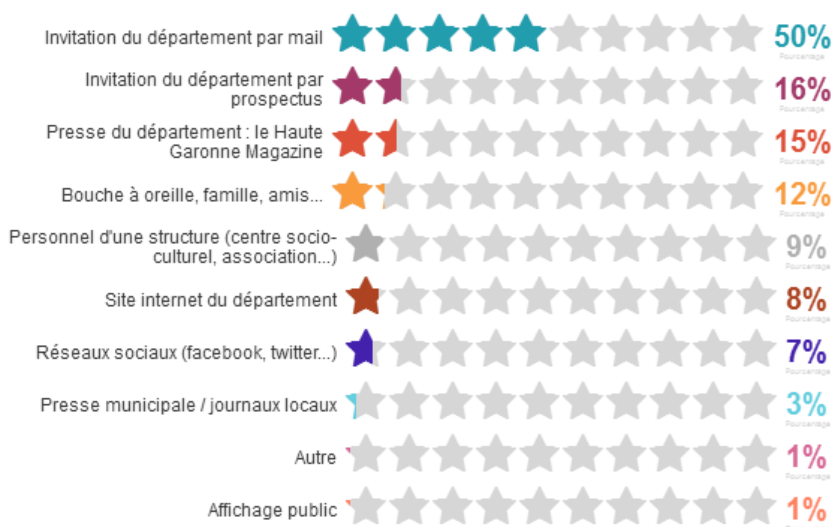 Invitation du département par mail
50%
Pourcentage
Invitation du département par
prospectus
16%
Pourcentage
Presse du département : le Haute
Garonne Magazine
15%
Pourcentage
Bouche à oreille, famille, amis...
12%
Pourcentage
Personnel d'une structure (centre socio-
culturel, association...)
9%
Pourcentage
Site internet du département
8%
Pourcentage
Réseaux sociaux (facebook, twitter...)
7%
Pourcentage
Presse municipale / journaux locaux
3%
Pourcentage
Autre
1%
Pourcentage
Affichage public
1%